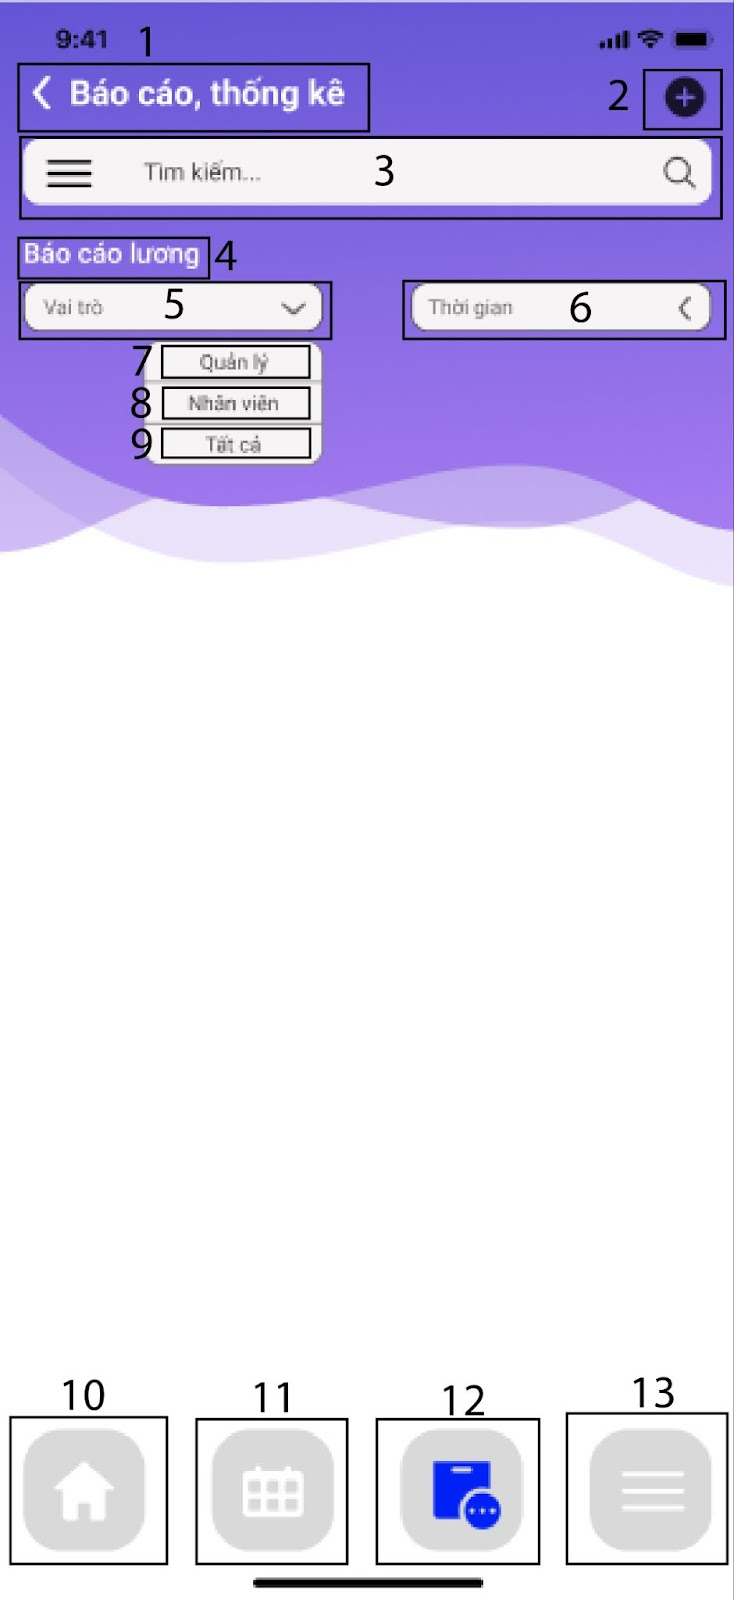 9:41 1
Báo cáo, thống kê 2
Tìm kiếm... 3
Báo cáo lương 4
Vai trò 5 Thời gian 6
7 Quản lý
8 Nhân viên
9 Tất cả
10 11 12 13